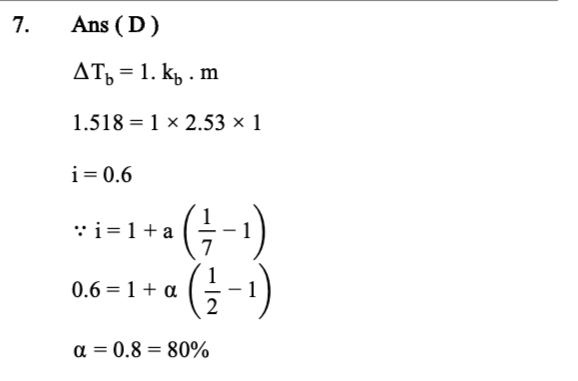 7. Ans ( D )
ΔT_b = 1. k_b . m
1.518 = 1 × 2.53 × 1
i = 0.6
∵ i = 1 + a (1/7 − 1)
0.6 = 1 + α (1/2 − 1)
α = 0.8 = 80%